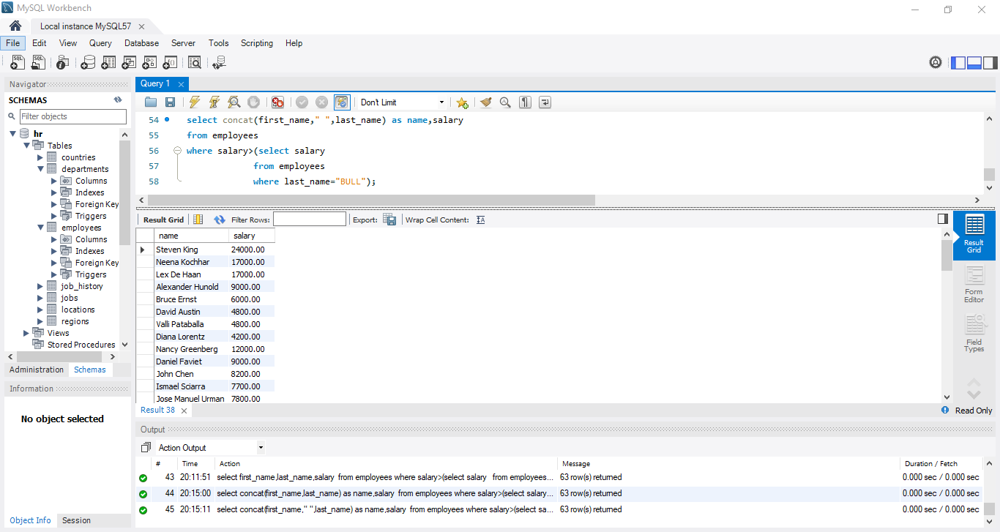 MySQL Workbench
Local instance MySQL57
File Edit View Query Database Server Tools Scripting Help
Navigator
SCHEMAS
Filter objects
hr
Tables
countries
departments
Columns
Indexes
Foreign Key
Triggers
employees
Columns
Indexes
Foreign Key
Triggers
job_history
jobs
locations
regions
Views
Stored Procedures
Administration Schemas
Information
No object selected
Object Info Session
Query 1
Don't Limit
54 select concat(first_name," ",last_name) as name,salary
55 from employees
56 where salary>(select salary
57 from employees
58 where last_name="BULL");
Result Grid Filter Rows: Export: Wrap Cell Content:
name salary
Steven King 24000.00
Neena Kochhar 17000.00
Lex De Haan 17000.00
Alexander Hunold 9000.00
Bruce Ernst 6000.00
David Austin 4800.00
Valli Pataballa 4800.00
Diana Lorentz 4200.00
Nancy Greenberg 12000.00
Daniel Faviet 9000.00
John Chen 8200.00
Ismael Sciarra 7700.00
Jose Manuel Urman 7800.00
Result Grid
Form Editor
Field Types
Result 38
Read Only
Output
Action Output
# Time Action Message Duration / Fetch
43 20:11:51 select first_name,last_name,salary from employees where salary>(select salary from employees... 63 row(s) returned 0.000 sec / 0.000 sec
44 20:15:00 select concat(first_name,last_name) as name,salary from employees where salary>(select salary... 63 row(s) returned 0.000 sec / 0.000 sec
45 20:15:11 select concat(first_name," ",last_name) as name,salary from employees where salary>(select sa... 63 row(s) returned 0.000 sec / 0.000 sec